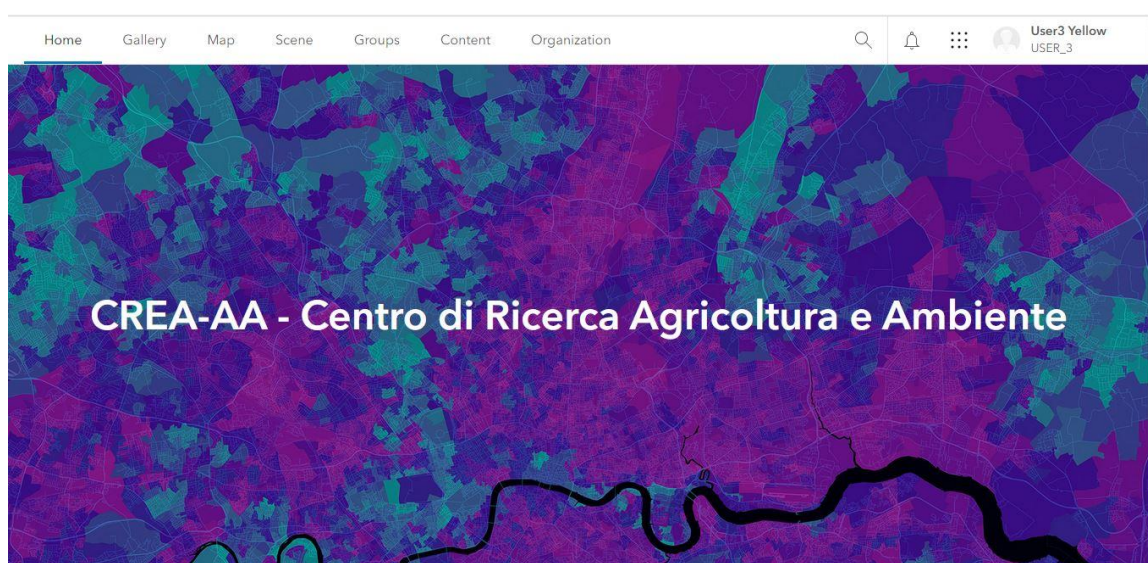 Home Gallery Map Scene Groups Content Organization
User3 Yellow
USER_3
CREA-AA - Centro di Ricerca Agricoltura e Ambiente